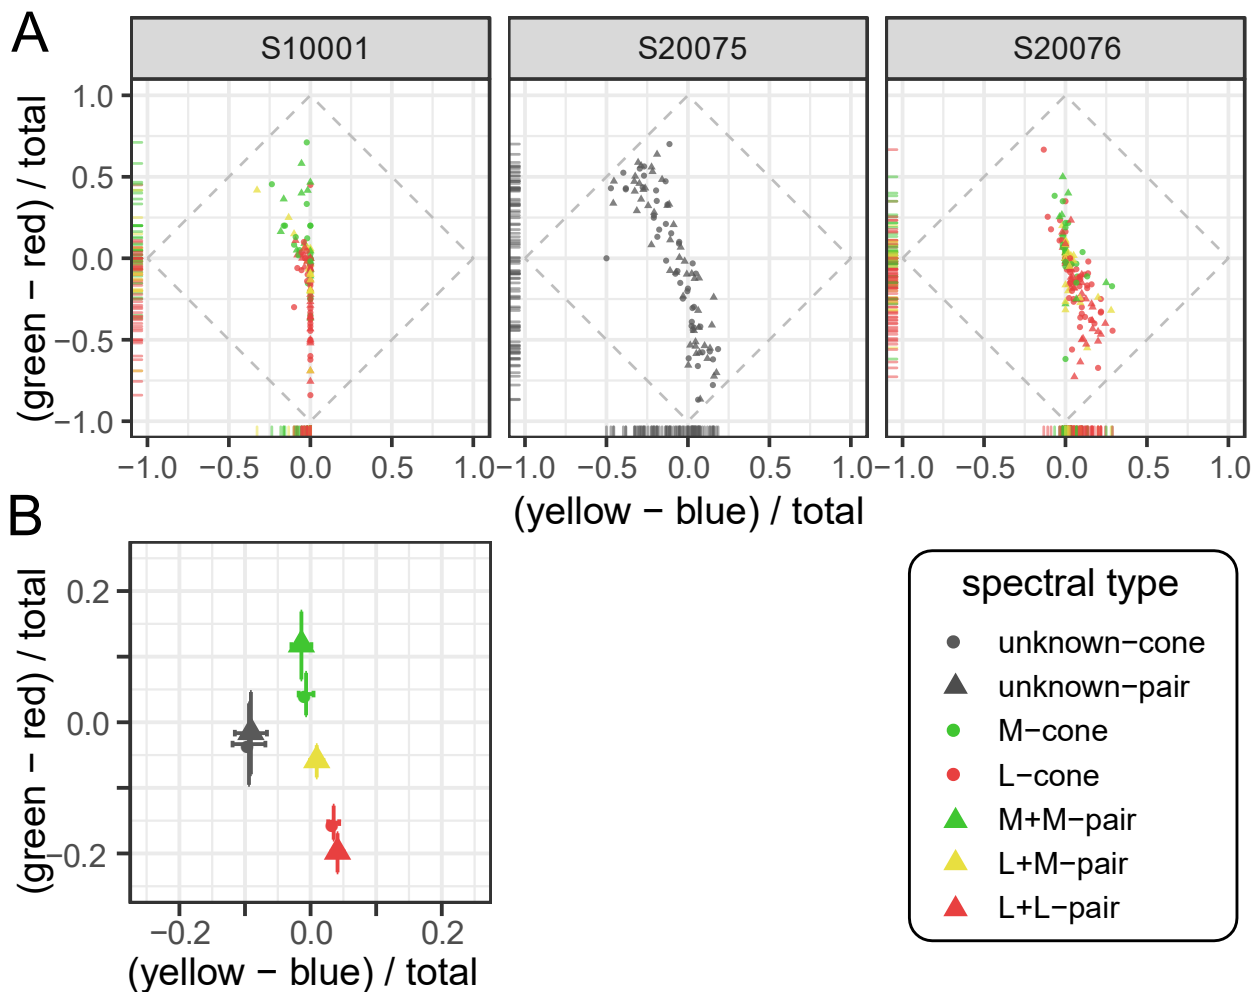 A
S10001
S20075
S20076
(green − red) / total
1.0
0.5
0.0
−0.5
−1.0
−1.0 −0.5 0.0 0.5 1.0
−1.0 −0.5 0.0 0.5 1.0
−1.0 −0.5 0.0 0.5 1.0
(yellow − blue) / total
B
(green − red) / total
0.2
0.0
−0.2
−0.2 0.0 0.2
(yellow − blue) / total
spectral type
unknown−cone
unknown−pair
M−cone
L−cone
M+M−pair
L+M−pair
L+L−pair